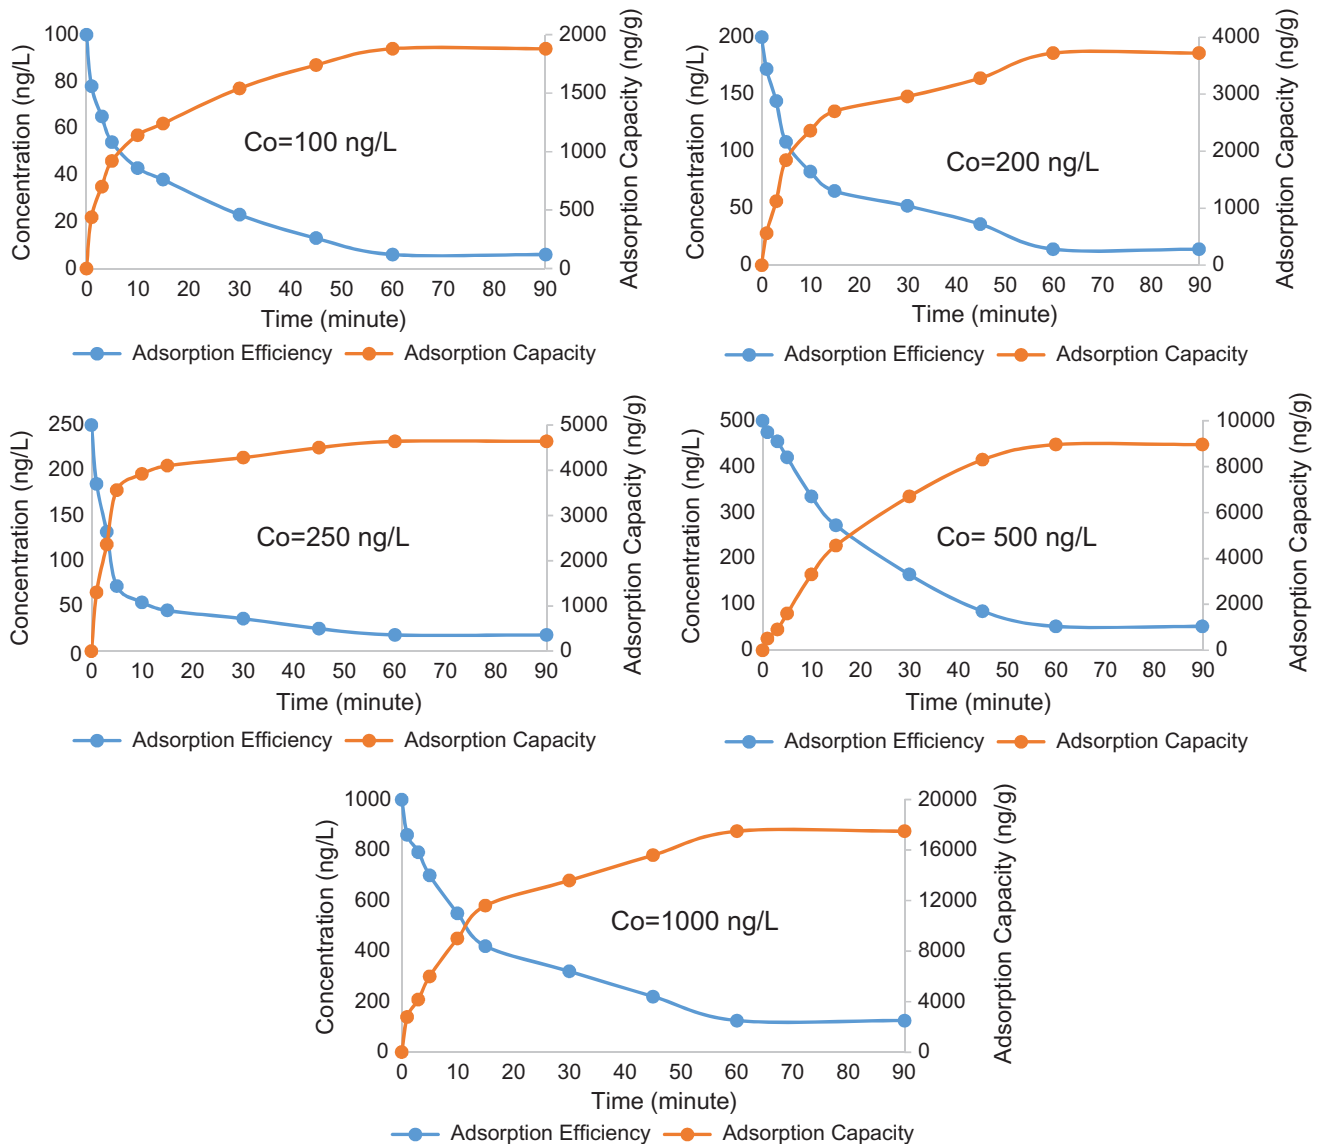 Concentration (ng/L)
100
80
60
40
20
0
Co=100 ng/L
2000
1500
1000
500
0
Adsorption Capacity (ng/g)
0 10 20 30 40 50 60 70 80 90
Time (minute)
Adsorption Efficiency Adsorption Capacity
Concentration (ng/L)
200
150
100
50
0
Co=200 ng/L
4000
3000
2000
1000
0
Adsorption Capacity (ng/g)
0 10 20 30 40 50 60 70 80 90
Time (minute)
Adsorption Efficiency Adsorption Capacity
Concentration (ng/L)
250
200
150
100
50
0
Co=250 ng/L
5000
4000
3000
2000
1000
0
Adsorption Capacity (ng/g)
0 10 20 30 40 50 60 70 80 90
Time (minute)
Adsorption Efficiency Adsorption Capacity
Concentration (ng/L)
500
400
300
200
100
0
Co= 500 ng/L
10000
8000
6000
4000
2000
0
Adsorption Capacity (ng/g)
0 10 20 30 40 50 60 70 80 90
Time (minute)
Adsorption Efficiency Adsorption Capacity
Concentration (ng/L)
1000
800
600
400
200
0
Co=1000 ng/L
20000
16000
12000
8000
4000
0
Adsorption Capacity (ng/g)
0 10 20 30 40 50 60 70 80 90
Time (minute)
Adsorption Efficiency Adsorption Capacity